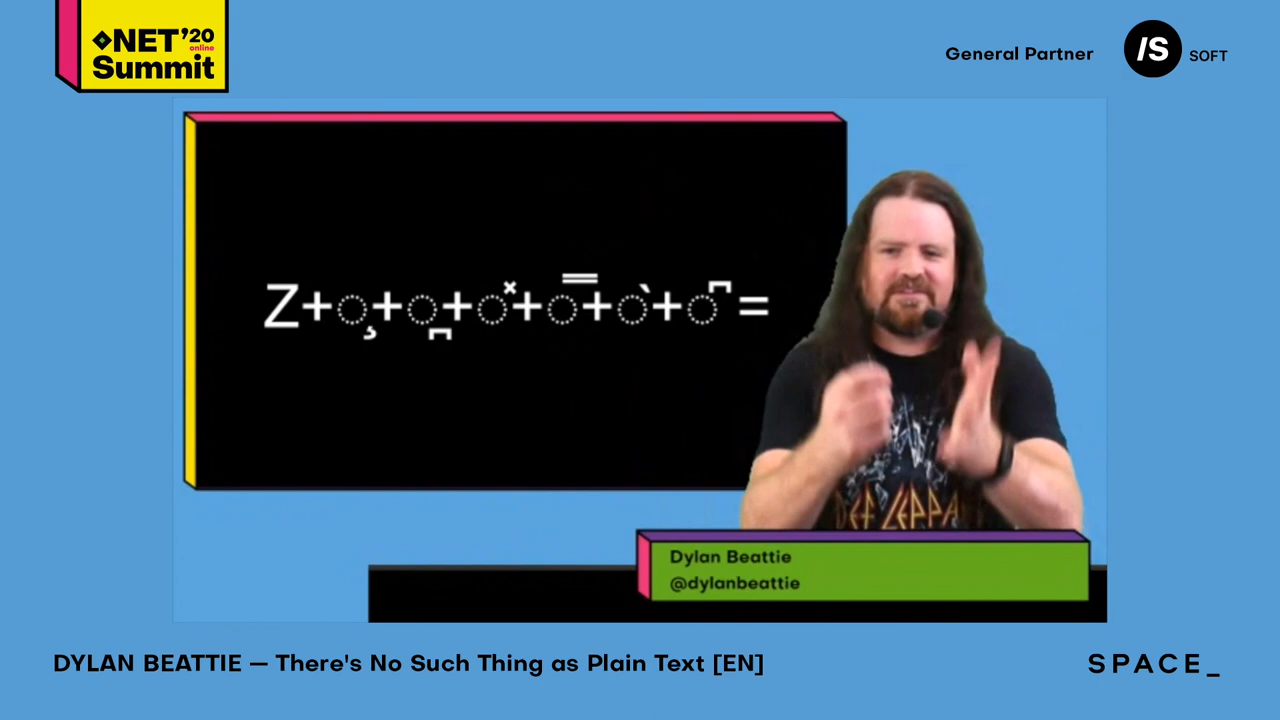 .NET'20
online
Summit
General Partner
/S SOFT
Z+◌̧+◌̺+◌̽+◌̿+◌̀+◌͆=
DEF LEPPA
Dylan Beattie
@dylanbeattie
DYLAN BEATTIE — There's No Such Thing as Plain Text [EN]
SPACE_